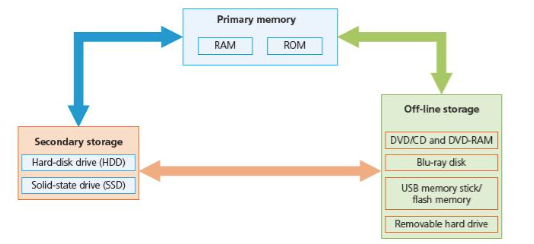 Primary memory
RAM
ROM
Secondary storage
Hard-disk drive (HDD)
Solid-state drive (SSD)
Off-line storage
DVD/CD and DVD-RAM
Blu-ray disk
USB memory stick/
flash memory
Removable hard drive